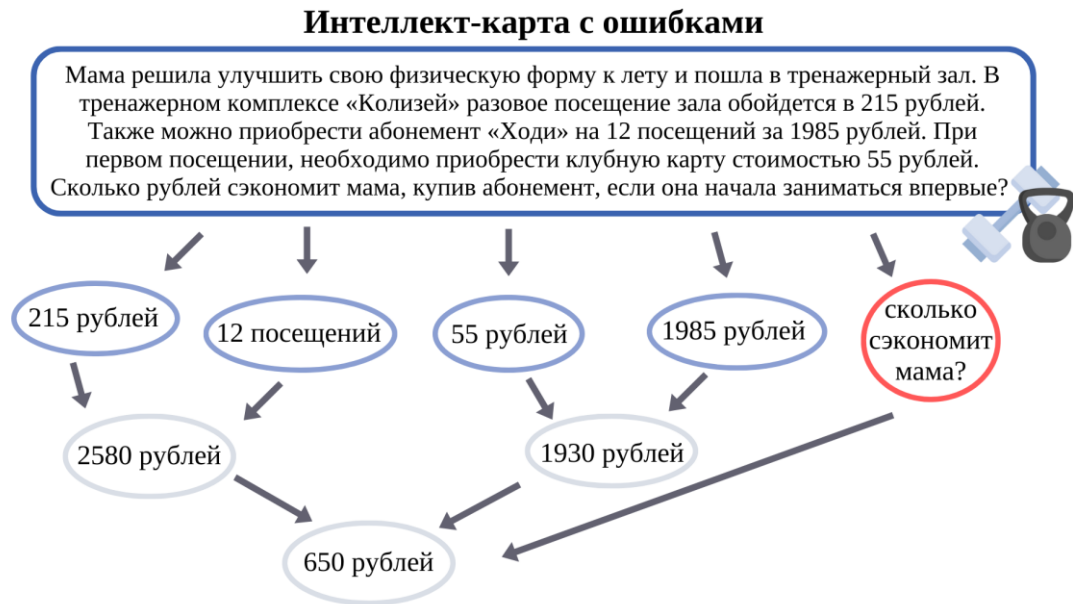 Интеллект-карта с ошибками
Мама решила улучшить свою физическую форму к лету и пошла в тренажерный зал. В
тренажерном комплексе «Колизей» разовое посещение зала обойдется в 215 рублей.
Также можно приобрести абонемент «Ходи» на 12 посещений за 1985 рублей. При
первом посещении, необходимо приобрести клубную карту стоимостью 55 рублей.
Сколько рублей сэкономит мама, купив абонемент, если она начала заниматься впервые?
215 рублей
12 посещений
55 рублей
1985 рублей
сколько
сэкономит
мама?
2580 рублей
1930 рублей
650 рублей